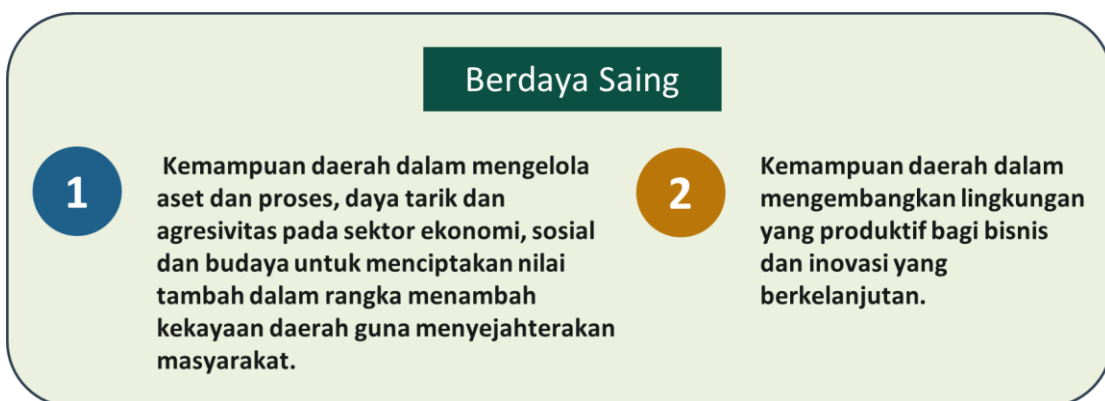 Berdaya Saing
1
Kemampuan daerah dalam mengelola
aset dan proses, daya tarik dan
agresivitas pada sektor ekonomi, sosial
dan budaya untuk menciptakan nilai
tambah dalam rangka menambah
kekayaan daerah guna menyejahterakan
masyarakat.
2
Kemampuan daerah dalam
mengembangkan lingkungan
yang produktif bagi bisnis
dan inovasi yang
berkelanjutan.